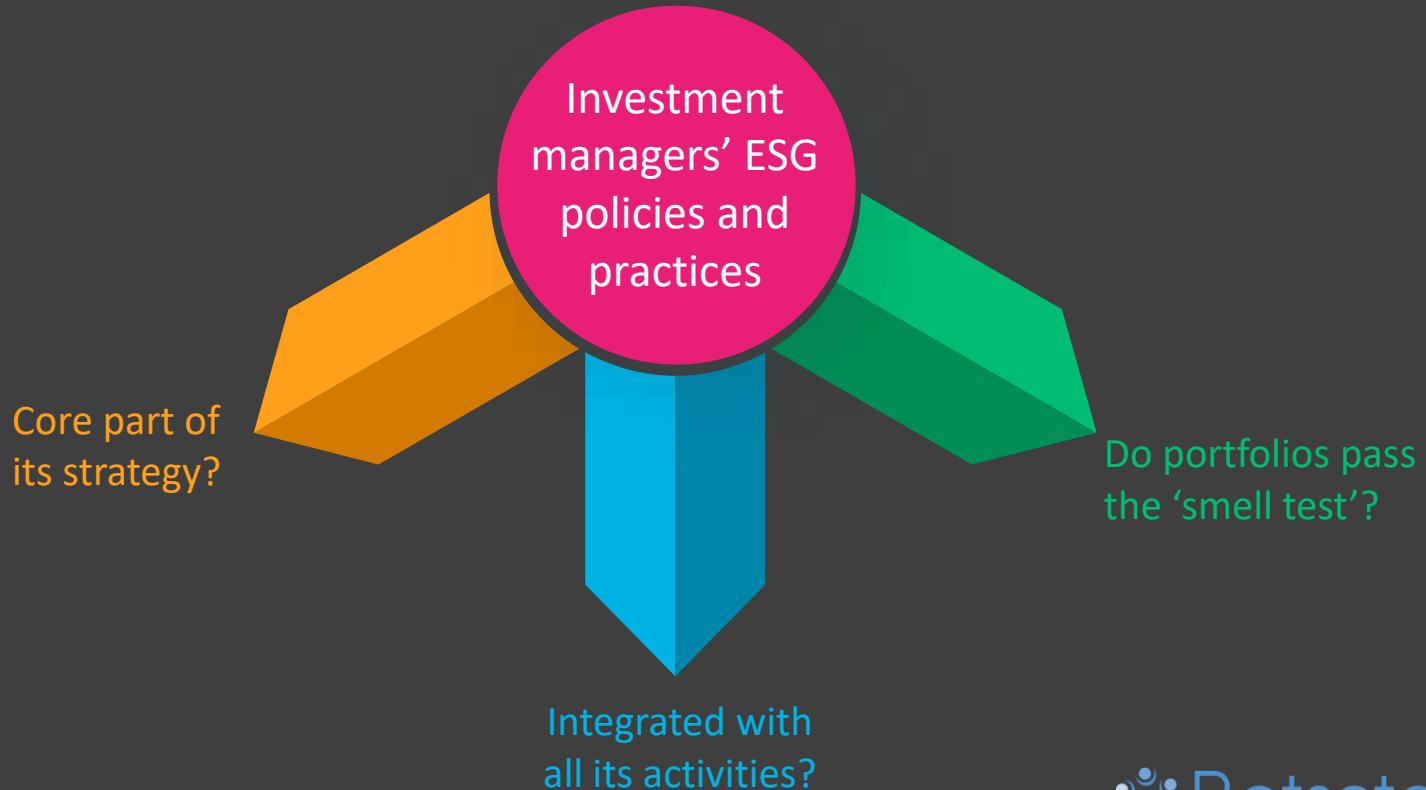 Investment
managers’ ESG
policies and
practices
Core part of
its strategy?
Do portfolios pass
the ‘smell test’?
Integrated with
all its activities?